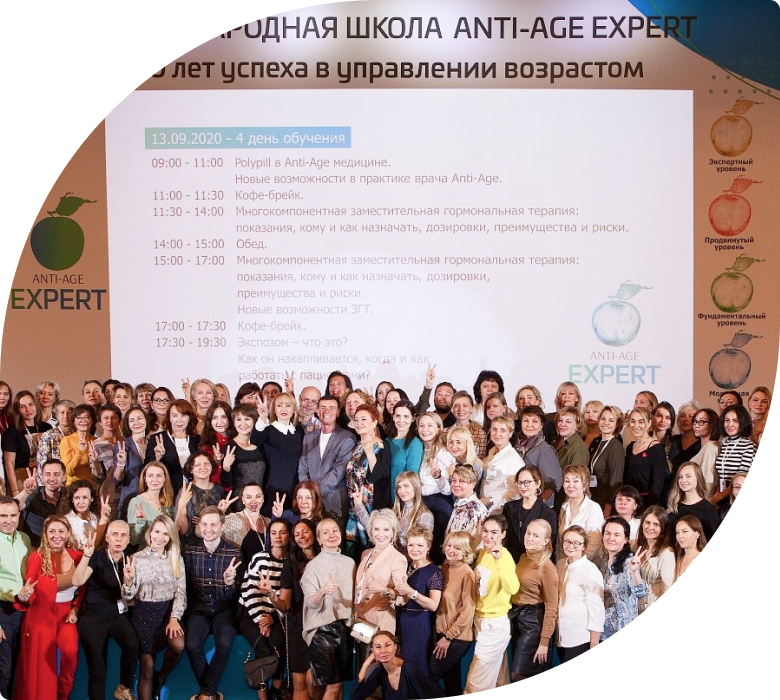 РОДНАЯ ШКОЛА ANTI-AGE EXPERT
лет успеха в управлении возрастом
13.09.2020 - 4 день обучения
09:00 - 11:00 Polypill в Anti-Age медицине.
Новые возможности в практике врача Anti-Age.
11:00 - 11:30 Кофе-брейк.
11:30 - 14:00 Многокомпонентная заместительная гормональная терапия:
показания, кому и как назначать, дозировки, преимущества и риски.
14:00 - 15:00 Обед.
15:00 - 17:00 Многокомпонентная заместительная гормональная терапия:
показания, кому и как назначать, дозировки,
преимущества и риски.
Новые возможности ЗГТ.
17:00 - 17:30 Кофе-брейк.
17:30 - 19:30 Экспозом – что это?
Как он накапливается, когда и как
работать с
ANTI-AGE
EXPERT
ANTI-AGE
EXPERT
Экспертный
уровень
Продвинутый
уровень
Фундаментальный
уровень